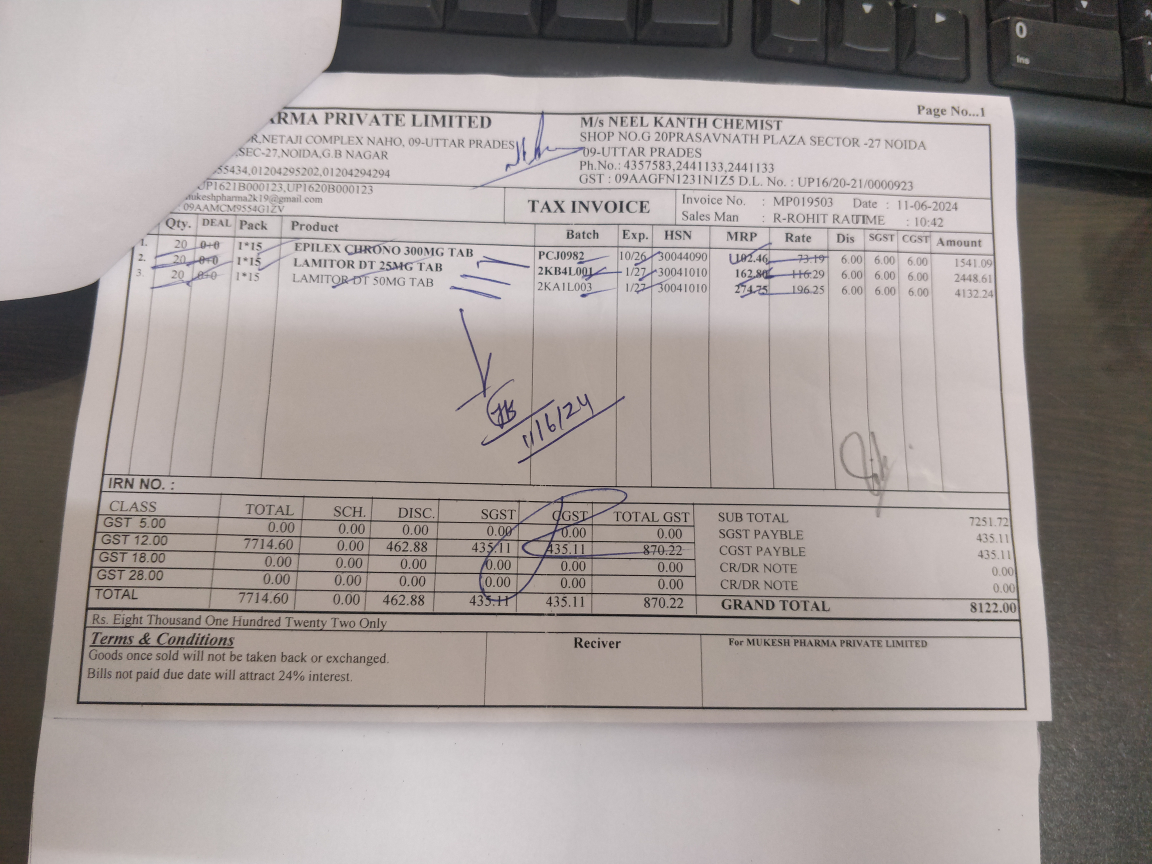 Page No...1
ARMA PRIVATE LIMITED
OR,NETAJI COMPLEX NAHO, 09-UTTAR PRADES
SEC-27,NOIDA,G.B NAGAR
55434,01204295202,01204294294
UP1621B000123,UP1620B000123
mukeshpharma2k19@gmail.com
09AAMCM9554G1ZV
M/s NEEL KANTH CHEMIST
SHOP NO.G 20PRASAVNATH PLAZA SECTOR -27 NOIDA
09-UTTAR PRADES
Ph.No.: 4357583,2441133,2441133
GST : 09AAGFN1231N1Z5 D.L. No. : UP16/20-21/0000923
TAX INVOICE
Invoice No. : MP019503 Date : 11-06-2024
Sales Man : R-ROHIT RAUTIME : 10:42
Qty. DEAL Pack Product Batch Exp. HSN MRP Rate Dis SGST CGST Amount
1. 20 0+0 1*15 EPILEX CHRONO 300MG TAB PCJ0982 10/26 30044090 102.46 73.19 6.00 6.00 6.00 1541.09
2. 20 0+0 1*15 LAMITOR DT 25MG TAB 2KB4L001 1/27 30041010 162.80 116.29 6.00 6.00 6.00 2448.61
3. 20 0+0 1*15 LAMITOR DT 50MG TAB 2KA1L003 1/27 30041010 274.75 196.25 6.00 6.00 6.00 4132.24
11/6/24
IRN NO. :
CLASS TOTAL SCH. DISC. SGST CGST TOTAL GST
GST 5.00 0.00 0.00 0.00 0.00 0.00 0.00
GST 12.00 7714.60 0.00 462.88 435.11 435.11 870.22
GST 18.00 0.00 0.00 0.00 0.00 0.00 0.00
GST 28.00 0.00 0.00 0.00 0.00 0.00 0.00
TOTAL 7714.60 0.00 462.88 435.11 435.11 870.22
SUB TOTAL 7251.72
SGST PAYBLE 435.11
CGST PAYBLE 435.11
CR/DR NOTE 0.00
CR/DR NOTE 0.00
GRAND TOTAL 8122.00
Rs. Eight Thousand One Hundred Twenty Two Only
Terms & Conditions
Goods once sold will not be taken back or exchanged.
Bills not paid due date will attract 24% interest.
Reciver
For MUKESH PHARMA PRIVATE LIMITED
0
Ins